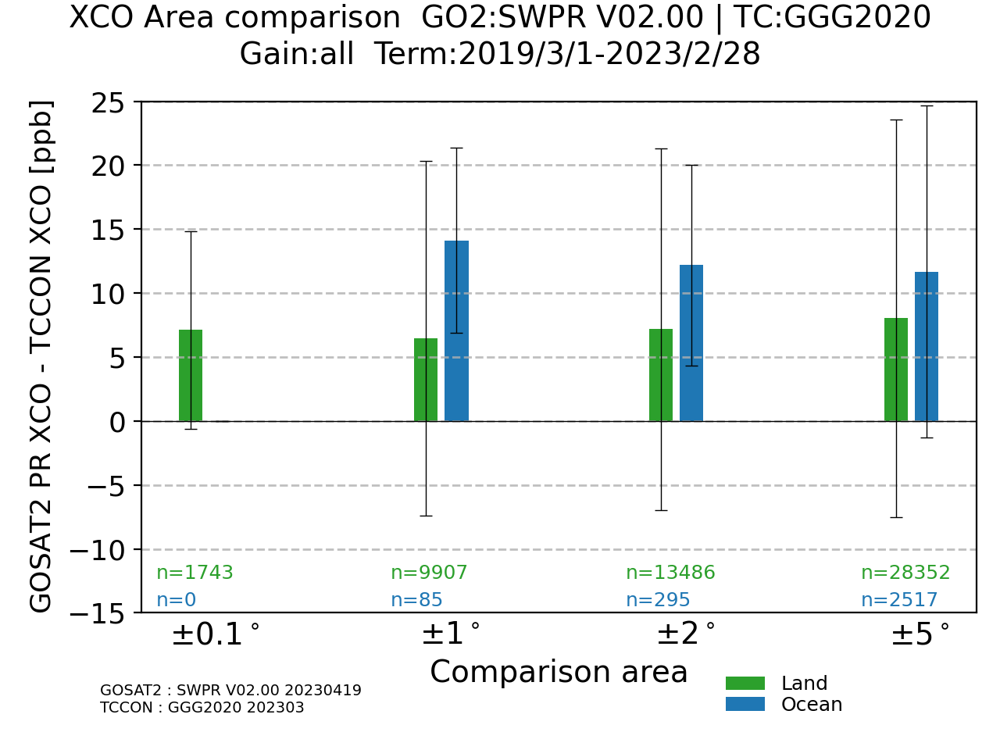 XCO Area comparison  GO2:SWPR V02.00 | TC:GGG2020
Gain:all  Term:2019/3/1-2023/2/28
GOSAT2 PR XCO - TCCON XCO [ppb]
25
20
15
10
5
0
−5
−10
−15
n=1743
n=9907
n=13486
n=28352
n=0
n=85
n=295
n=2517
±0.1°
±1°
±2°
±5°
Comparison area
GOSAT2 : SWPR V02.00 20230419
TCCON : GGG2020 202303
Land
Ocean